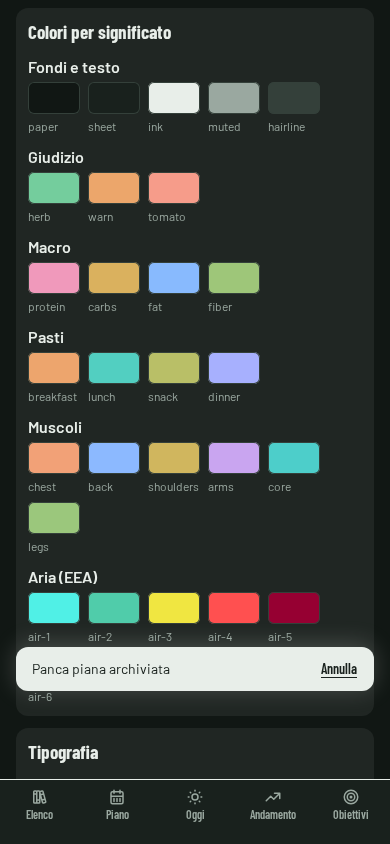 Colori per significato
Fondi e testo
paper sheet ink muted hairline
Giudizio
herb warn tomato
Macro
protein carbs fat fiber
Pasti
breakfast lunch snack dinner
Muscoli
chest back shoulders arms core
legs
Aria (EEA)
air-1 air-2 air-3 air-4 air-5
Panca piana archiviata Annulla
air-6
Tipografia
Elenco Piano Oggi Andamento Obiettivi